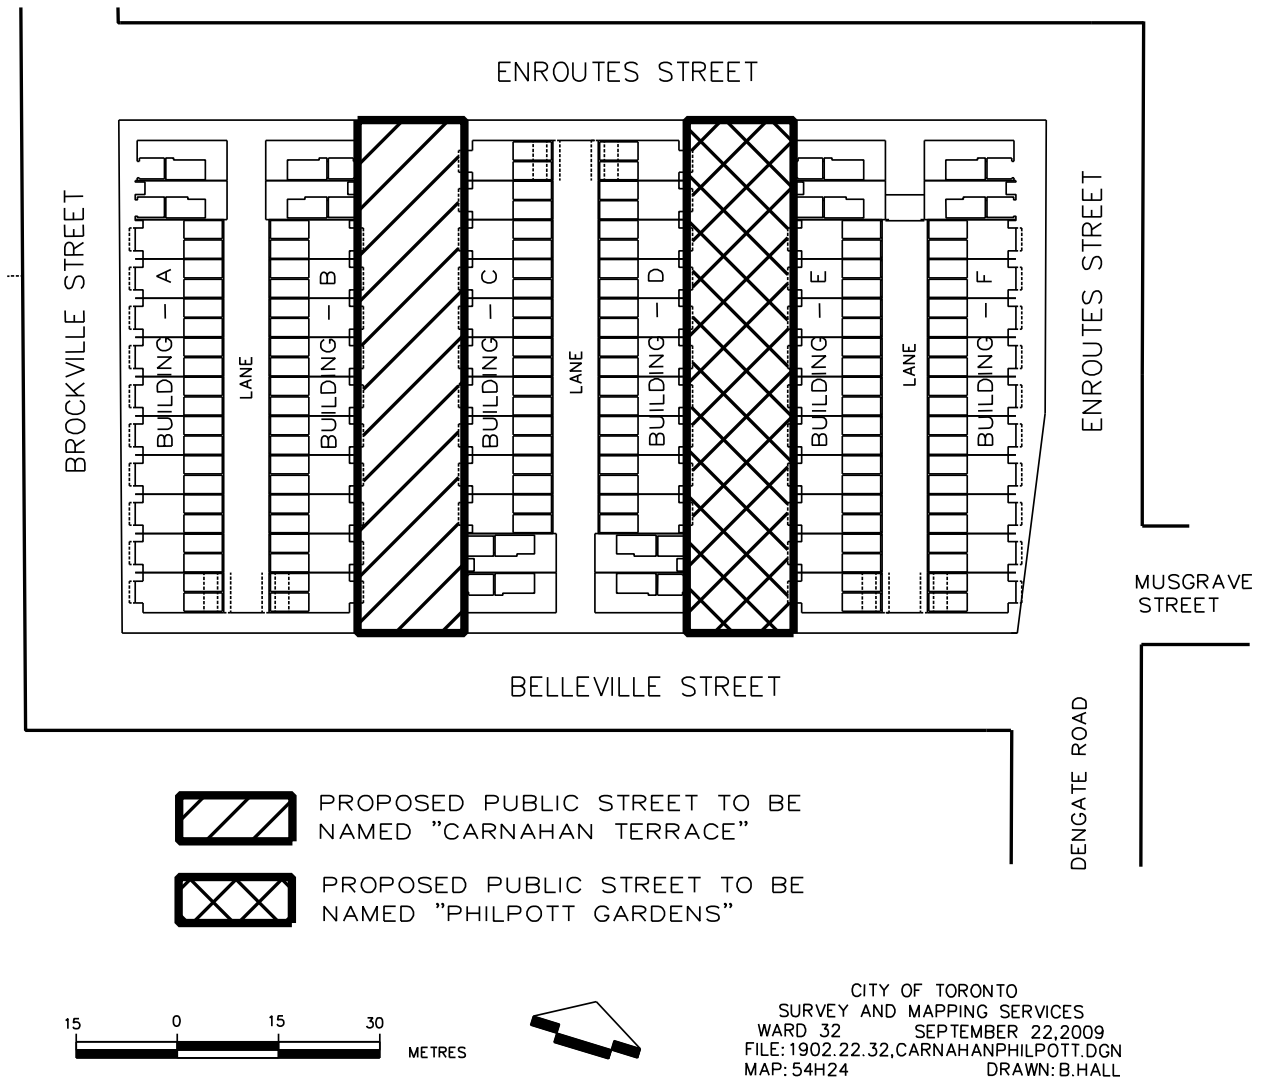 ENROUTES STREET
BROCKVILLE STREET
BUILDING - A
LANE
BUILDING - B
BUILDING - C
LANE
BUILDING - D
BUILDING - E
LANE
BUILDING - F
ENROUTES STREET
MUSGRAVE
STREET
BELLEVILLE STREET
DENGATE ROAD
PROPOSED PUBLIC STREET TO BE
NAMED "CARNAHAN TERRACE"
PROPOSED PUBLIC STREET TO BE
NAMED "PHILPOTT GARDENS"
15 0 15 30
METRES
CITY OF TORONTO
SURVEY AND MAPPING SERVICES
WARD 32 SEPTEMBER 22,2009
FILE:1902.22.32,CARNAHANPHILPOTT.DGN
MAP:54H24 DRAWN:B.HALL